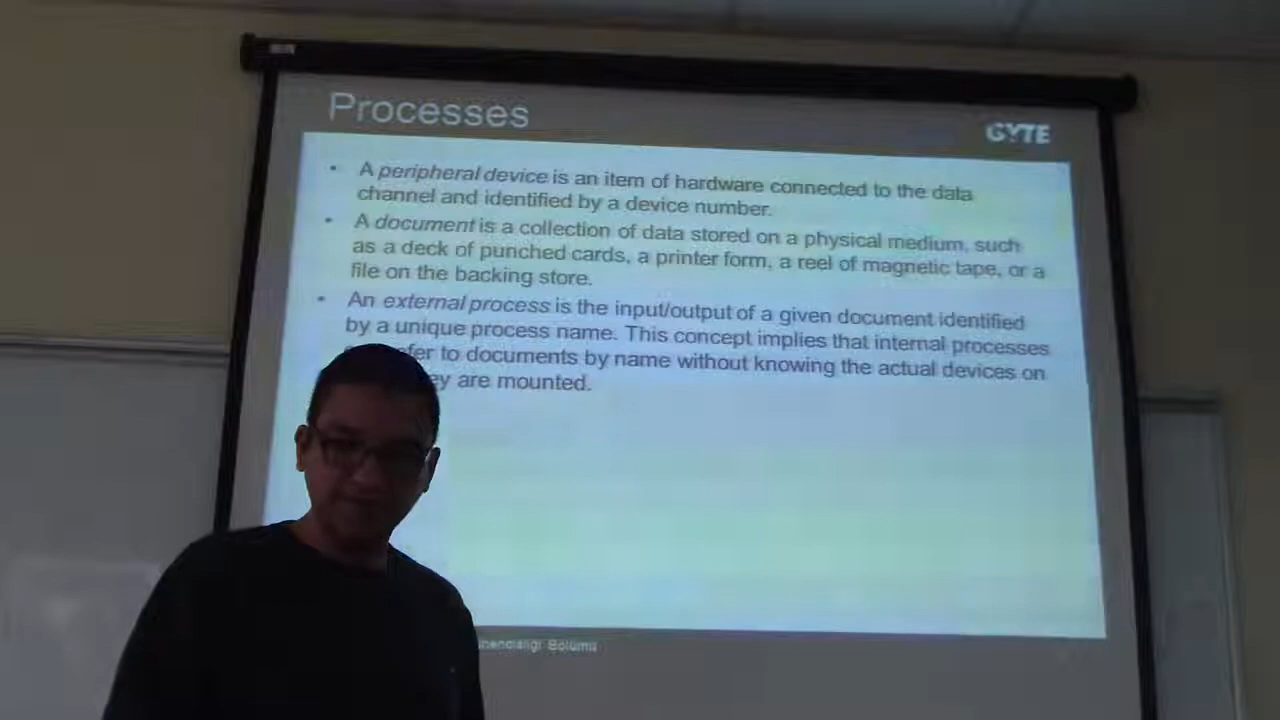 Processes
GYTE
• A peripheral device is an item of hardware connected to the data
channel and identified by a device number.
• A document is a collection of data stored on a physical medium, such
as a deck of punched cards, a printer form, a reel of magnetic tape, or a
file on the backing store.
• An external process is the input/output of a given document identified
by a unique process name. This concept implies that internal processes
to documents by name without knowing the actual devices on
are mounted.
Bölümü